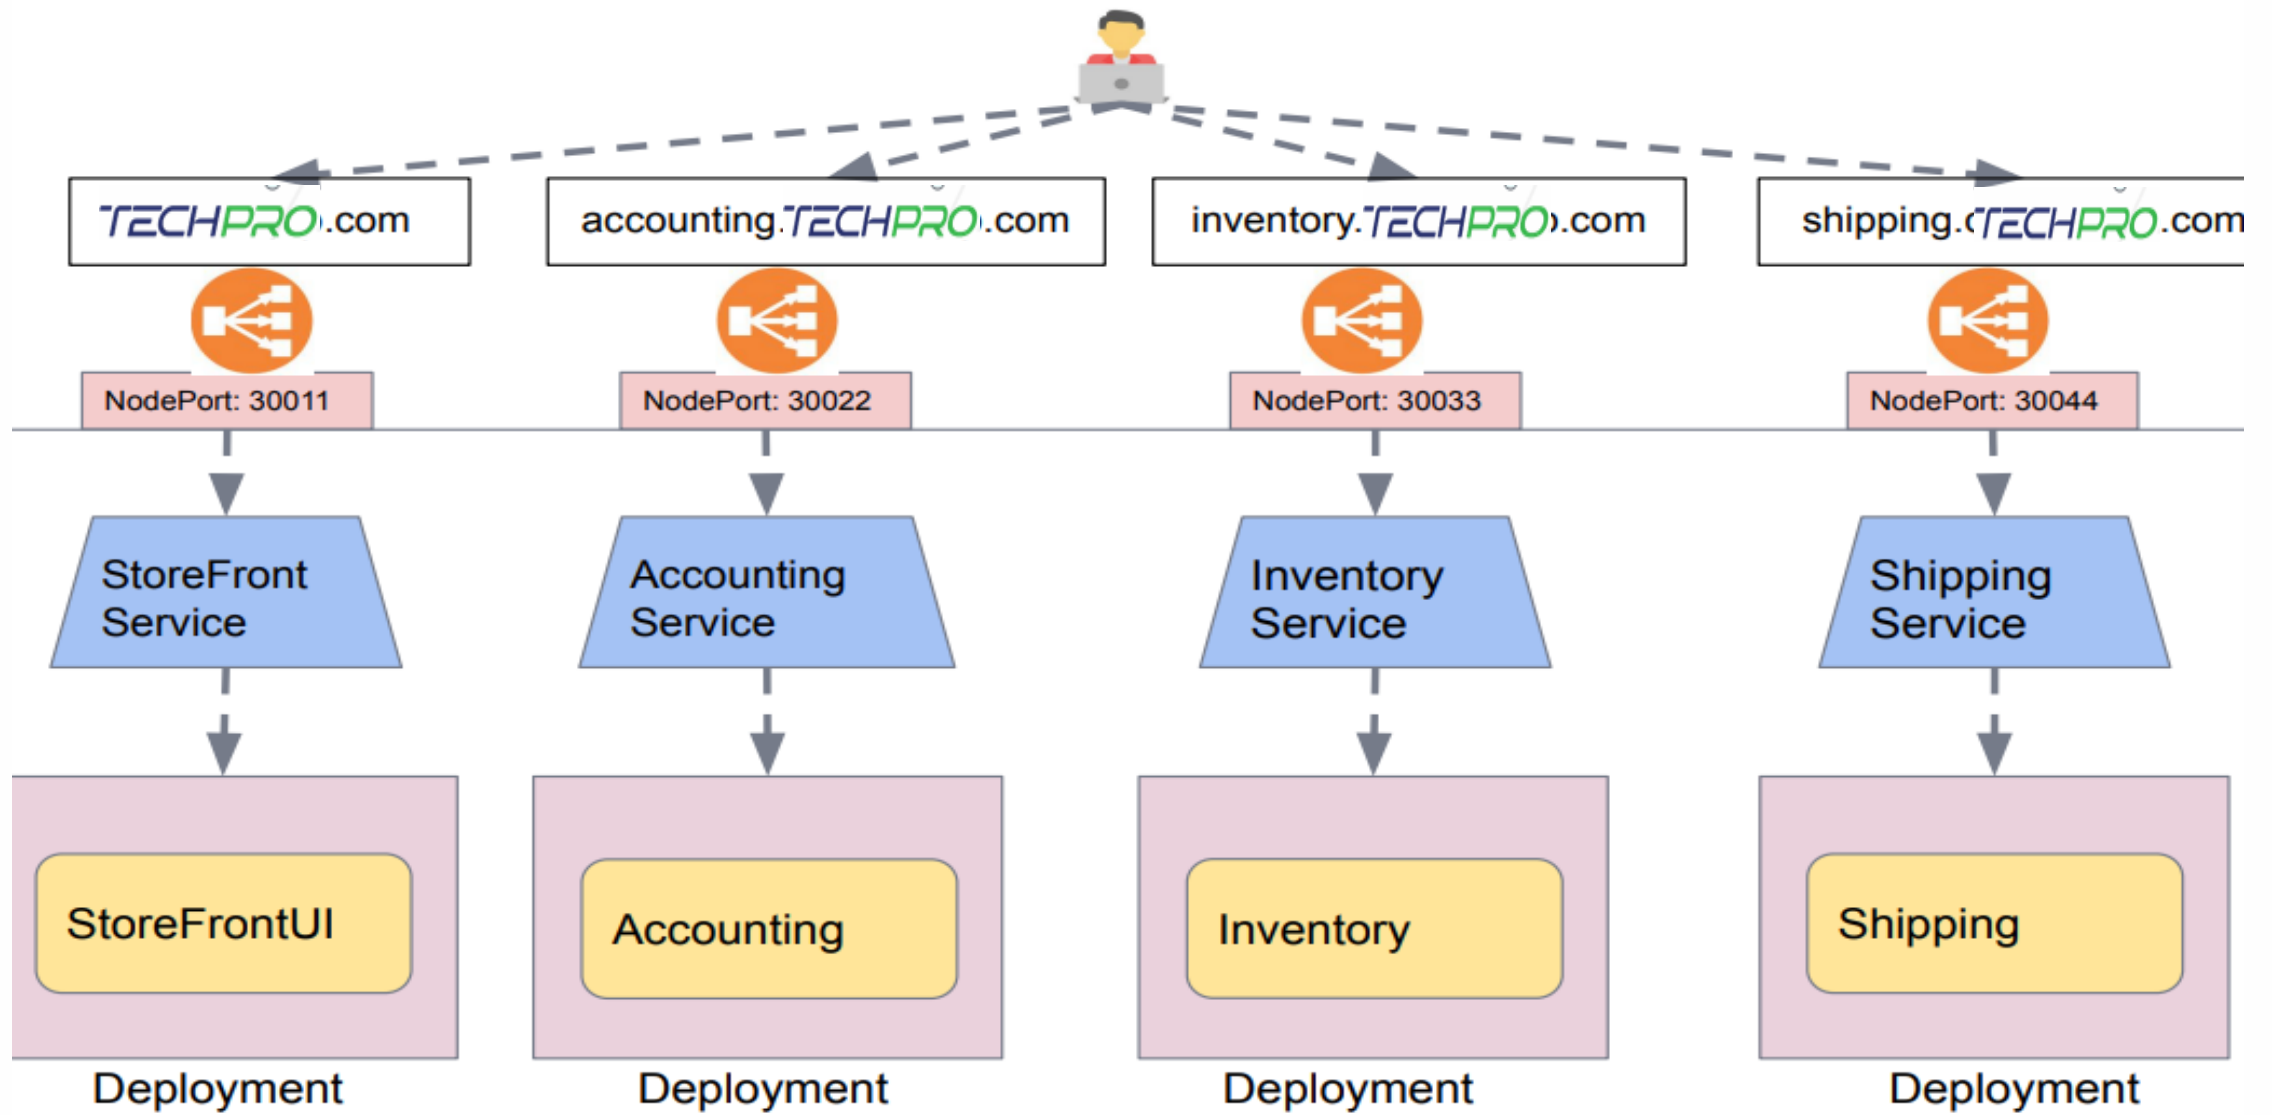 TECHPRO.com
accounting.TECHPRO.com
inventory.TECHPRO.com
shipping.TECHPRO.com
NodePort: 30011
NodePort: 30022
NodePort: 30033
NodePort: 30044
StoreFront
Service
Accounting
Service
Inventory
Service
Shipping
Service
StoreFrontUI
Accounting
Inventory
Shipping
Deployment
Deployment
Deployment
Deployment